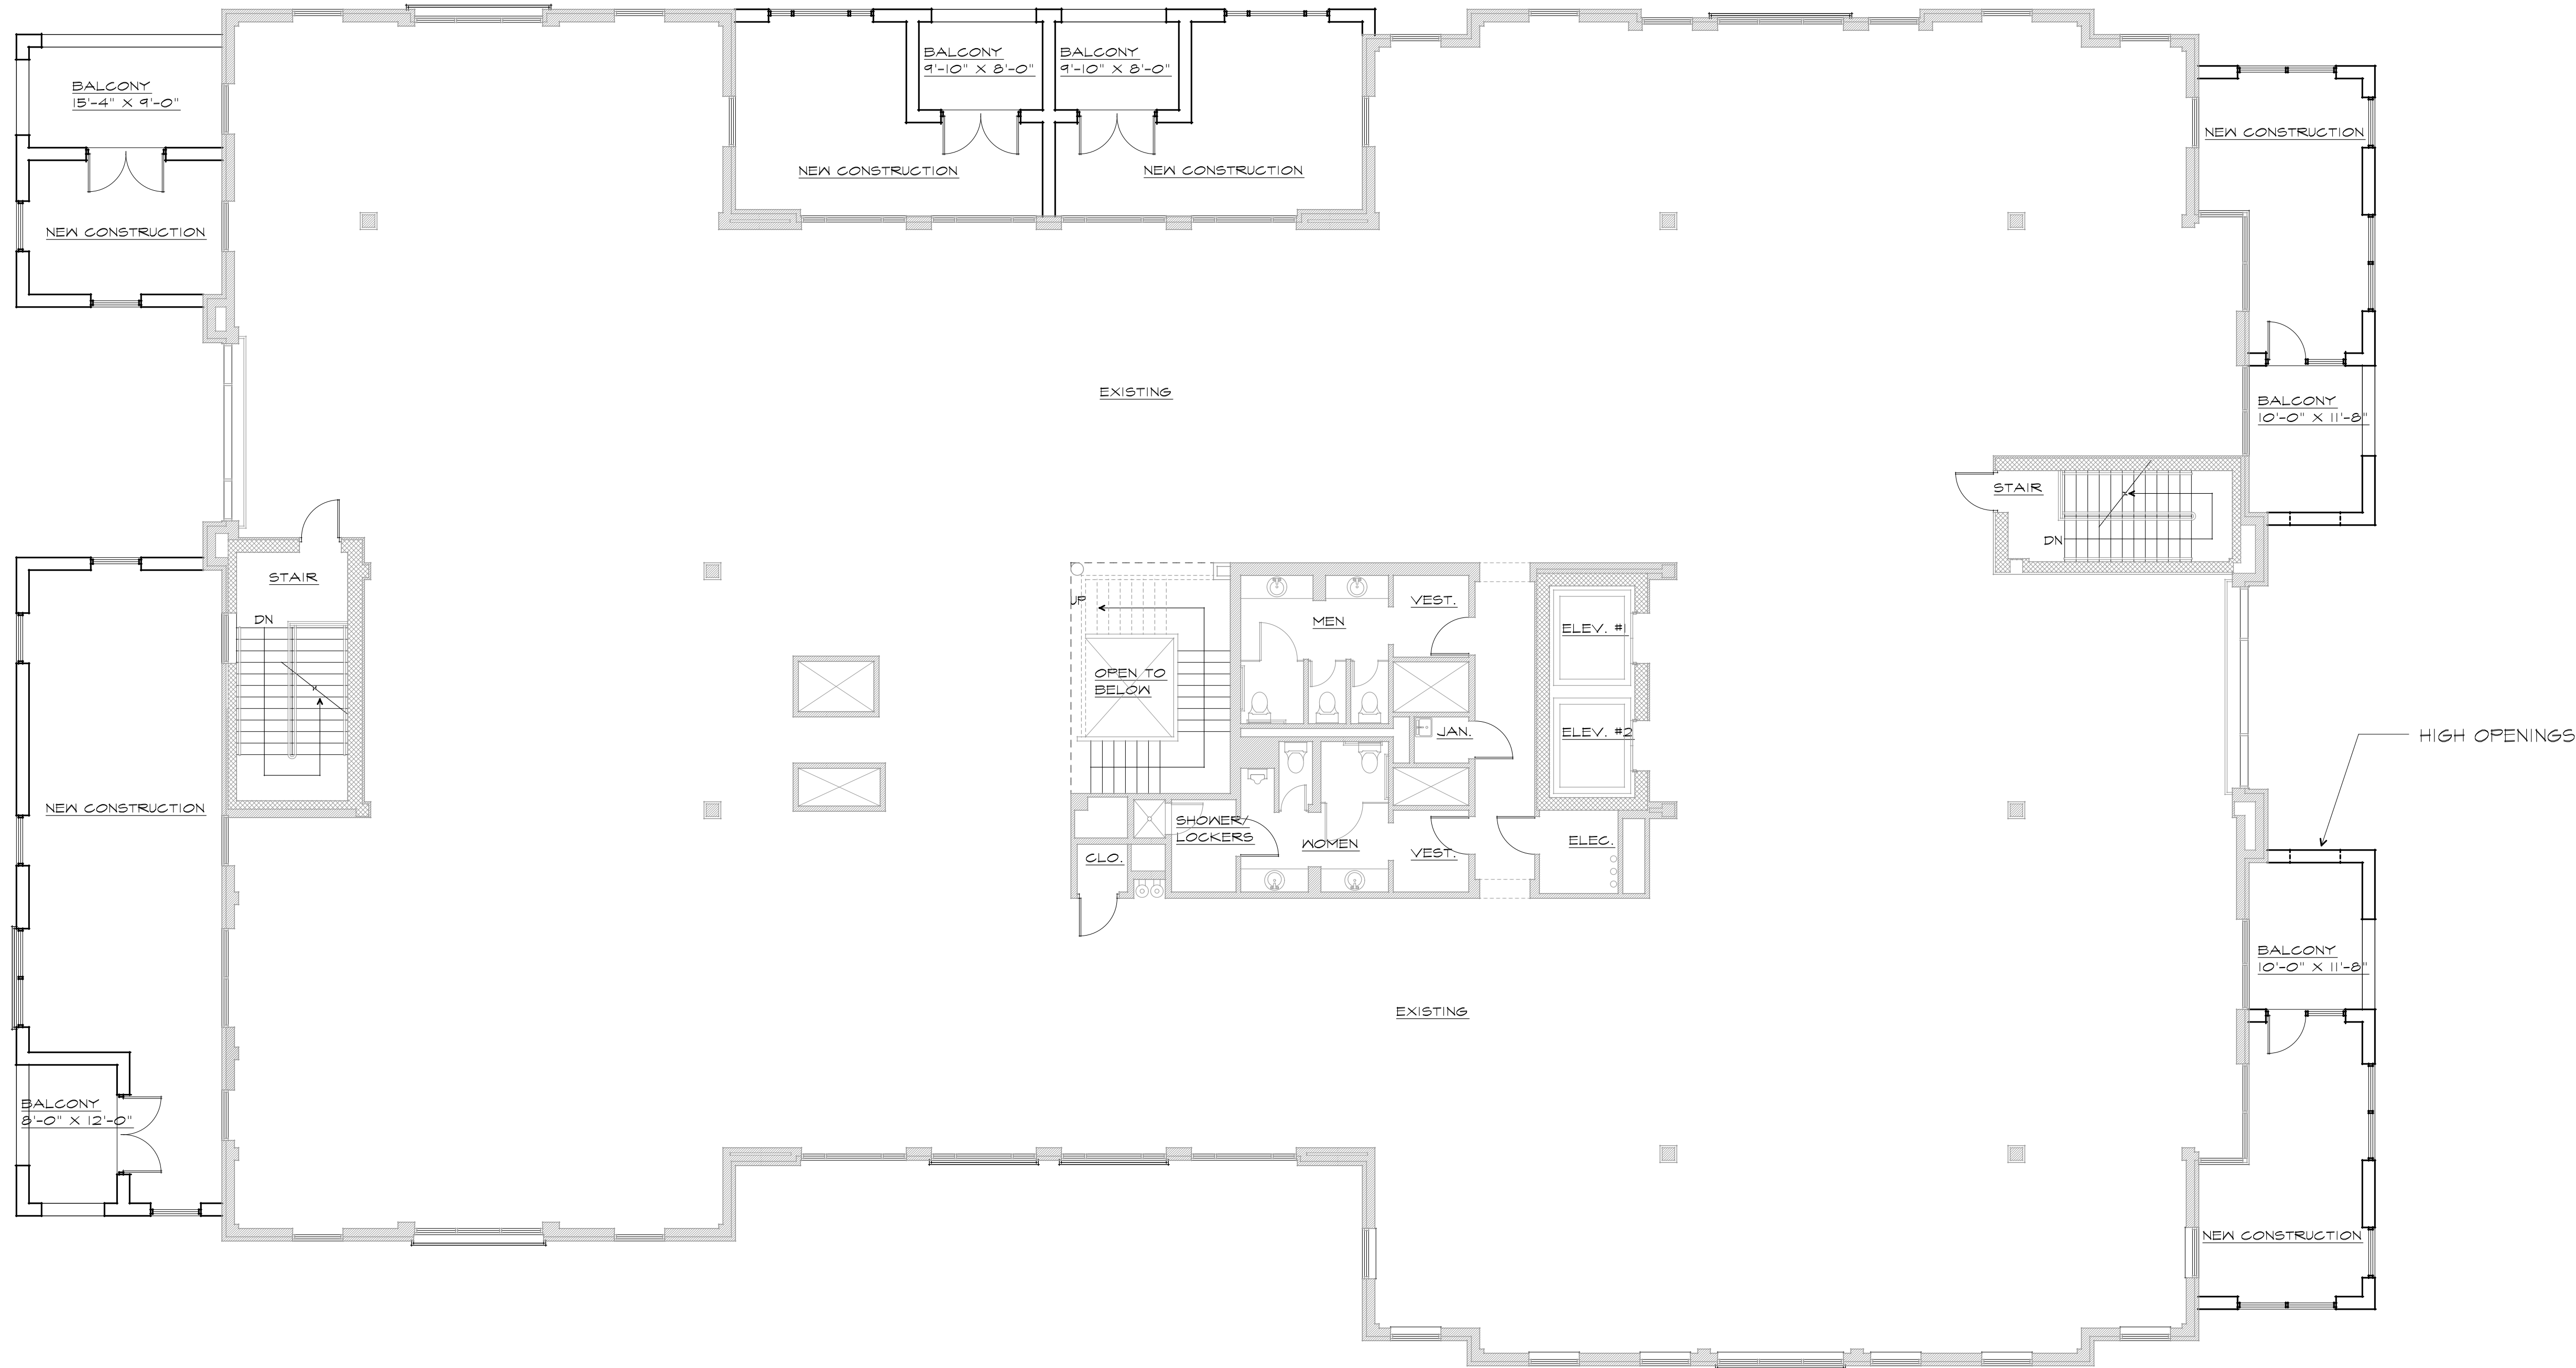 BALCONY
9'-10" X 8'-0"
BALCONY
9'-10" X 8'-0"
BALCONY
15'-4" X 9'-0"
NEW CONSTRUCTION
NEW CONSTRUCTION
NEW CONSTRUCTION
NEW CONSTRUCTION
EXISTING
BALCONY
10'-0" X 11'-8"
STAIR
DN
STAIR
DN
UP
OPEN TO
BELOW
MEN
VEST.
ELEV. #1
ELEV. #2
JAN.
HIGH OPENINGS
NEW CONSTRUCTION
SHOWER/
LOCKERS
WOMEN
VEST.
ELEC.
CLO.
BALCONY
10'-0" X 11'-8"
EXISTING
BALCONY
8'-0" X 12'-0"
NEW CONSTRUCTION